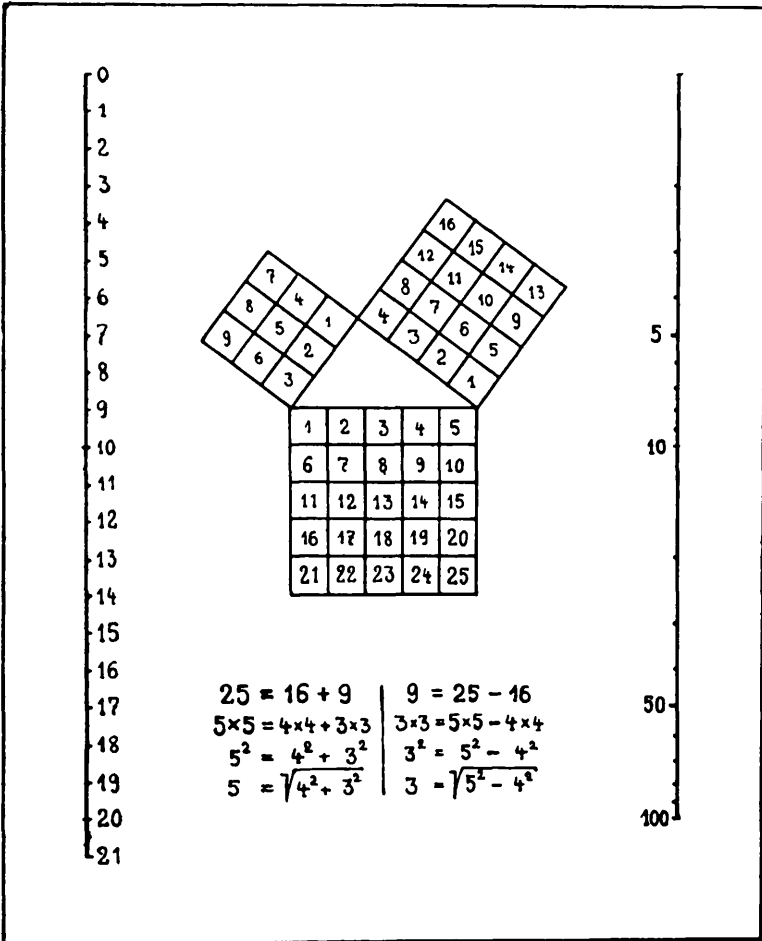 0
1
2
3
4
5
6
7
8
9
10
11
12
13
14
15
16
17
18
19
20
21
16
12 15
8 11 14
4 7 10 13
3 6 9
2 5
1
7
8 4
9 5 1
6 2
3
1 2 3 4 5
6 7 8 9 10
11 12 13 14 15
16 17 18 19 20
21 22 23 24 25
5
10
50
100
25 = 16 + 9
5×5 = 4×4 + 3×3
5² = 4² + 3²
5 = √4² + 3²
9 = 25 − 16
3×3 = 5×5 − 4×4
3² = 5² − 4²
3 = √5² − 4²